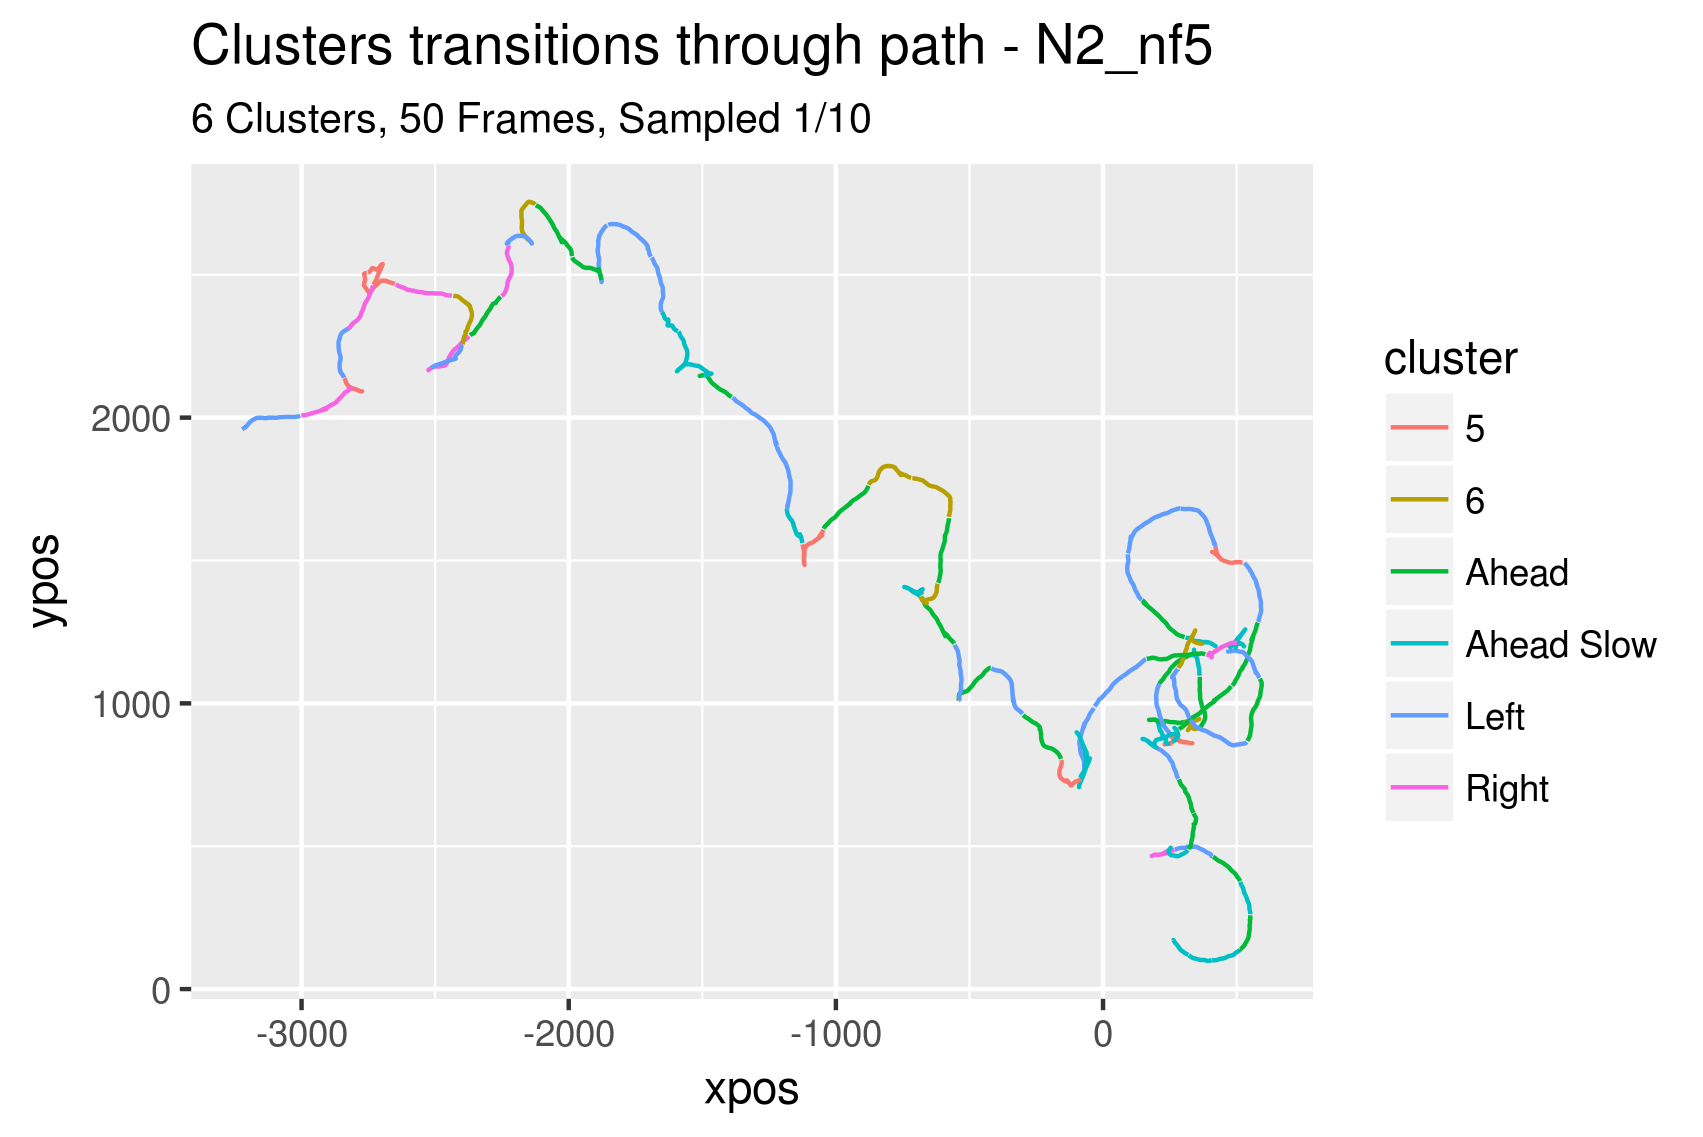 Clusters transitions through path - N2_nf5
6 Clusters, 50 Frames, Sampled 1/10
ypos
2000
1000
0
-3000
-2000
-1000
0
xpos
cluster
5
6
Ahead
Ahead Slow
Left
Right